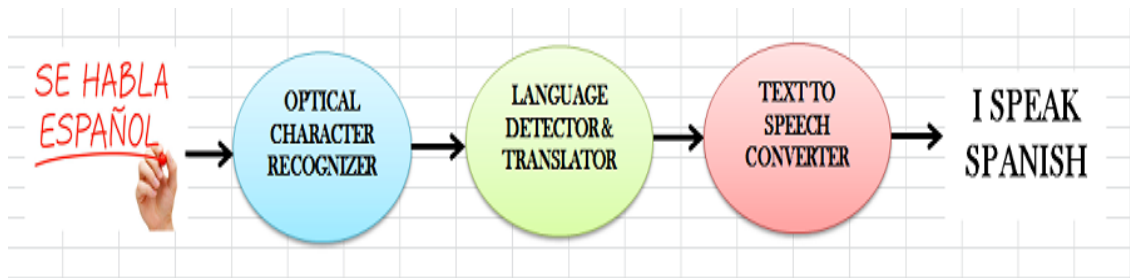 SE HABLA
ESPAÑOL
OPTICAL
CHARACTER
RECOGNIZER
LANGUAGE
DETECTOR &
TRANSLATOR
TEXT TO
SPEECH
CONVERTER
I SPEAK
SPANISH